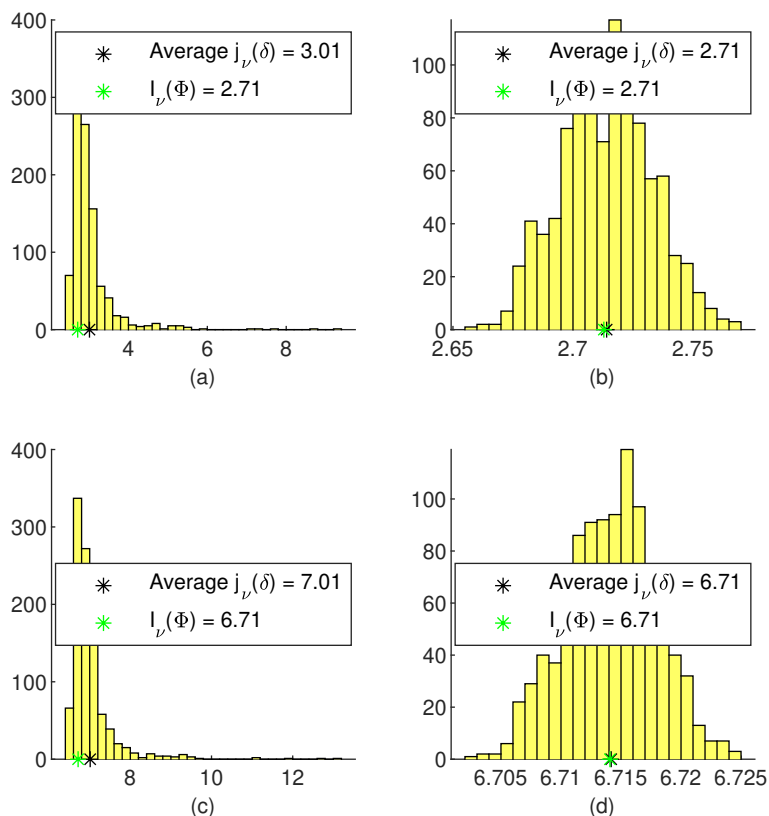 400
300
200
100
0
Average j_ν(δ) = 3.01
I_ν(Φ) = 2.71
4 6 8
(a)
100
80
60
40
20
0
Average j_ν(δ) = 2.71
I_ν(Φ) = 2.71
2.65 2.7 2.75
(b)
400
300
200
100
0
Average j_ν(δ) = 7.01
I_ν(Φ) = 6.71
8 10 12
(c)
100
80
60
40
20
0
Average j_ν(δ) = 6.71
I_ν(Φ) = 6.71
6.705 6.71 6.715 6.72 6.725
(d)